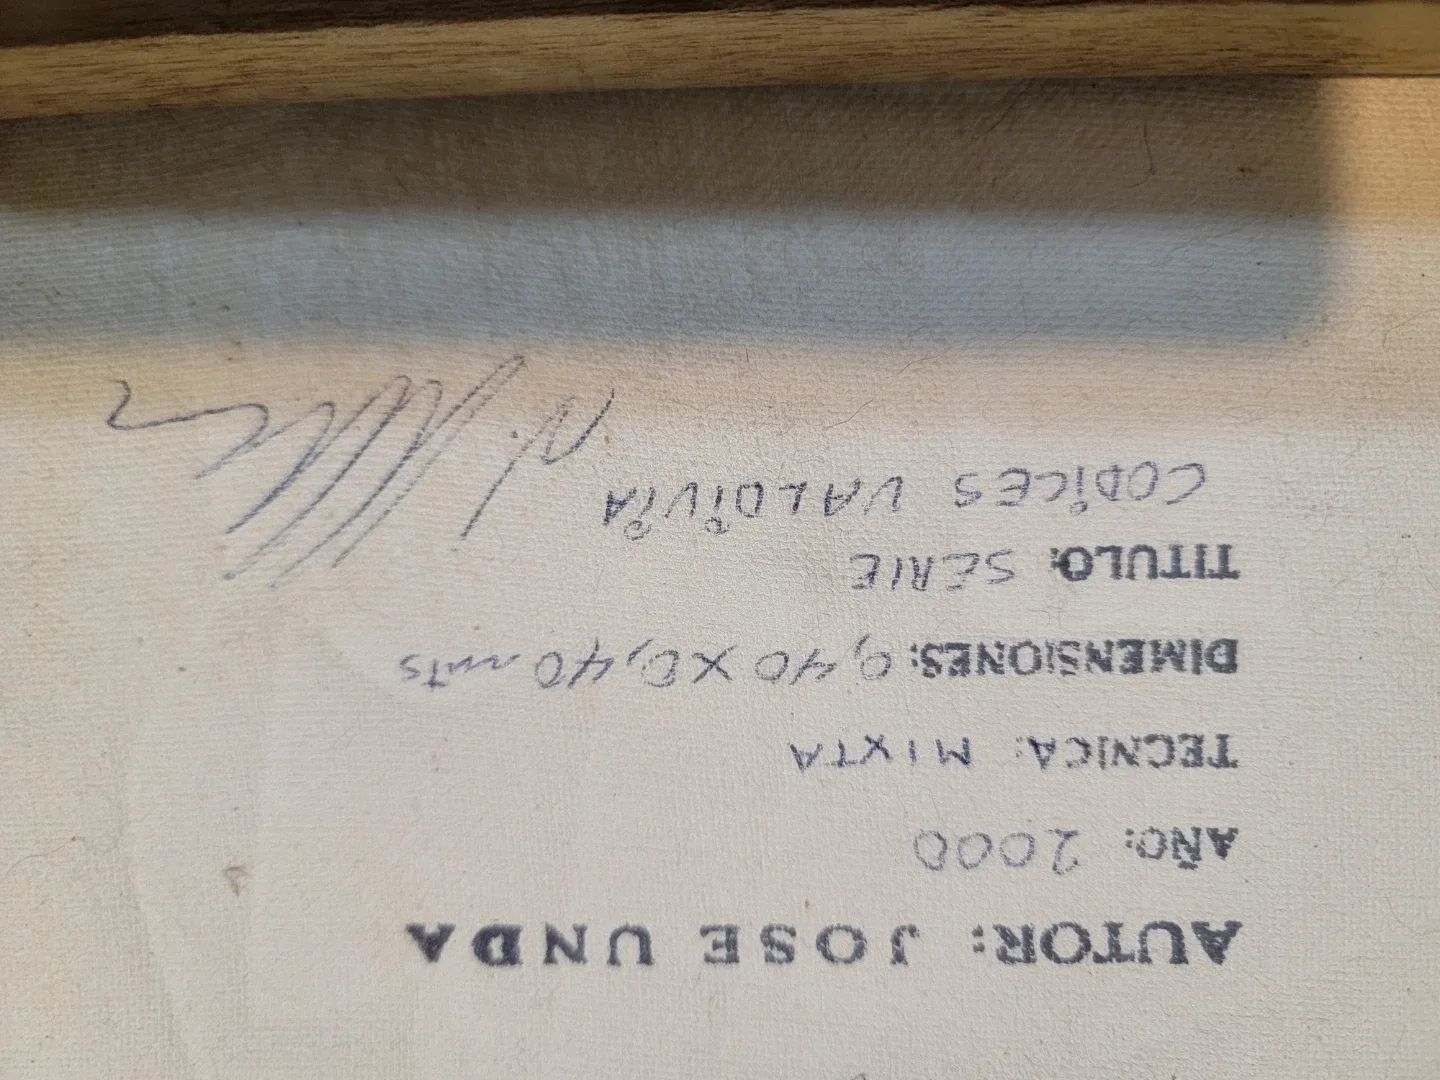 AUTOR: JOSE UNDA
AÑO: 2000
TECNICA: MIXTA
DIMENSIONES: 0,40 X 0,40 mts
TITULO: SERIE
CODICES VALDIVIA